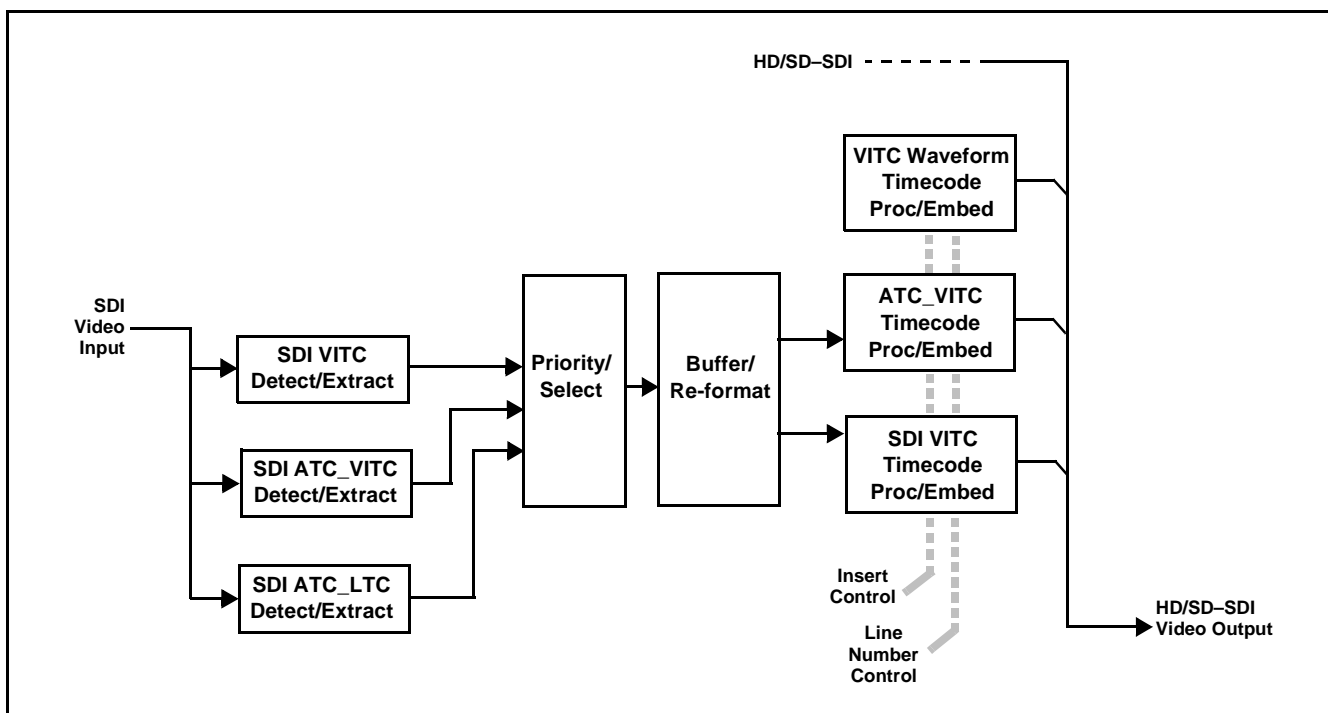 HD/SD–SDI
VITC Waveform
Timecode
Proc/Embed
SDI
Video
Input
SDI VITC
Detect/Extract
SDI ATC_VITC
Detect/Extract
SDI ATC_LTC
Detect/Extract
Priority/
Select
Buffer/
Re-format
ATC_VITC
Timecode
Proc/Embed
SDI VITC
Timecode
Proc/Embed
Insert
Control
Line
Number
Control
HD/SD–SDI
Video Output